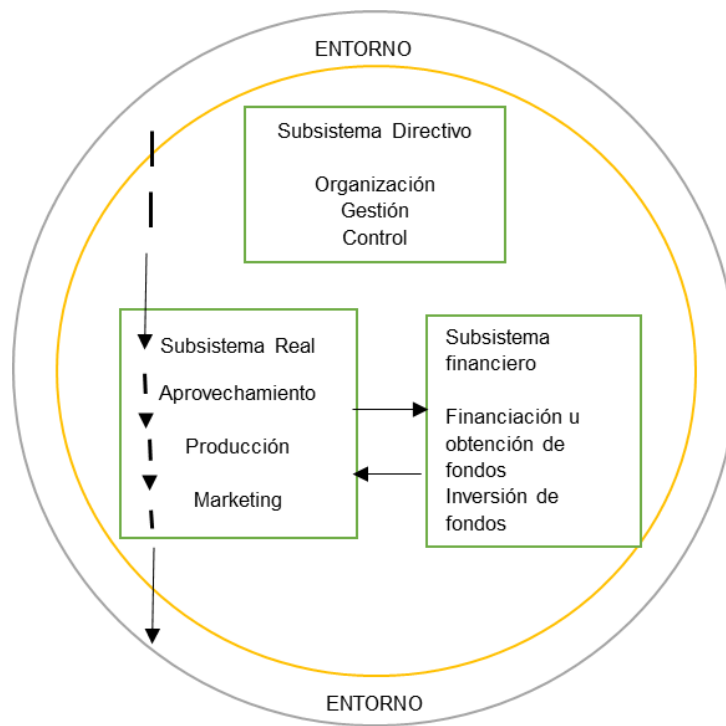 ENTORNO
Subsistema Directivo
Organización
Gestión
Control
Subsistema Real
Aprovechamiento
Producción
Marketing
Subsistema
financiero
Financiación u
obtención de
fondos
Inversión de
fondos
ENTORNO